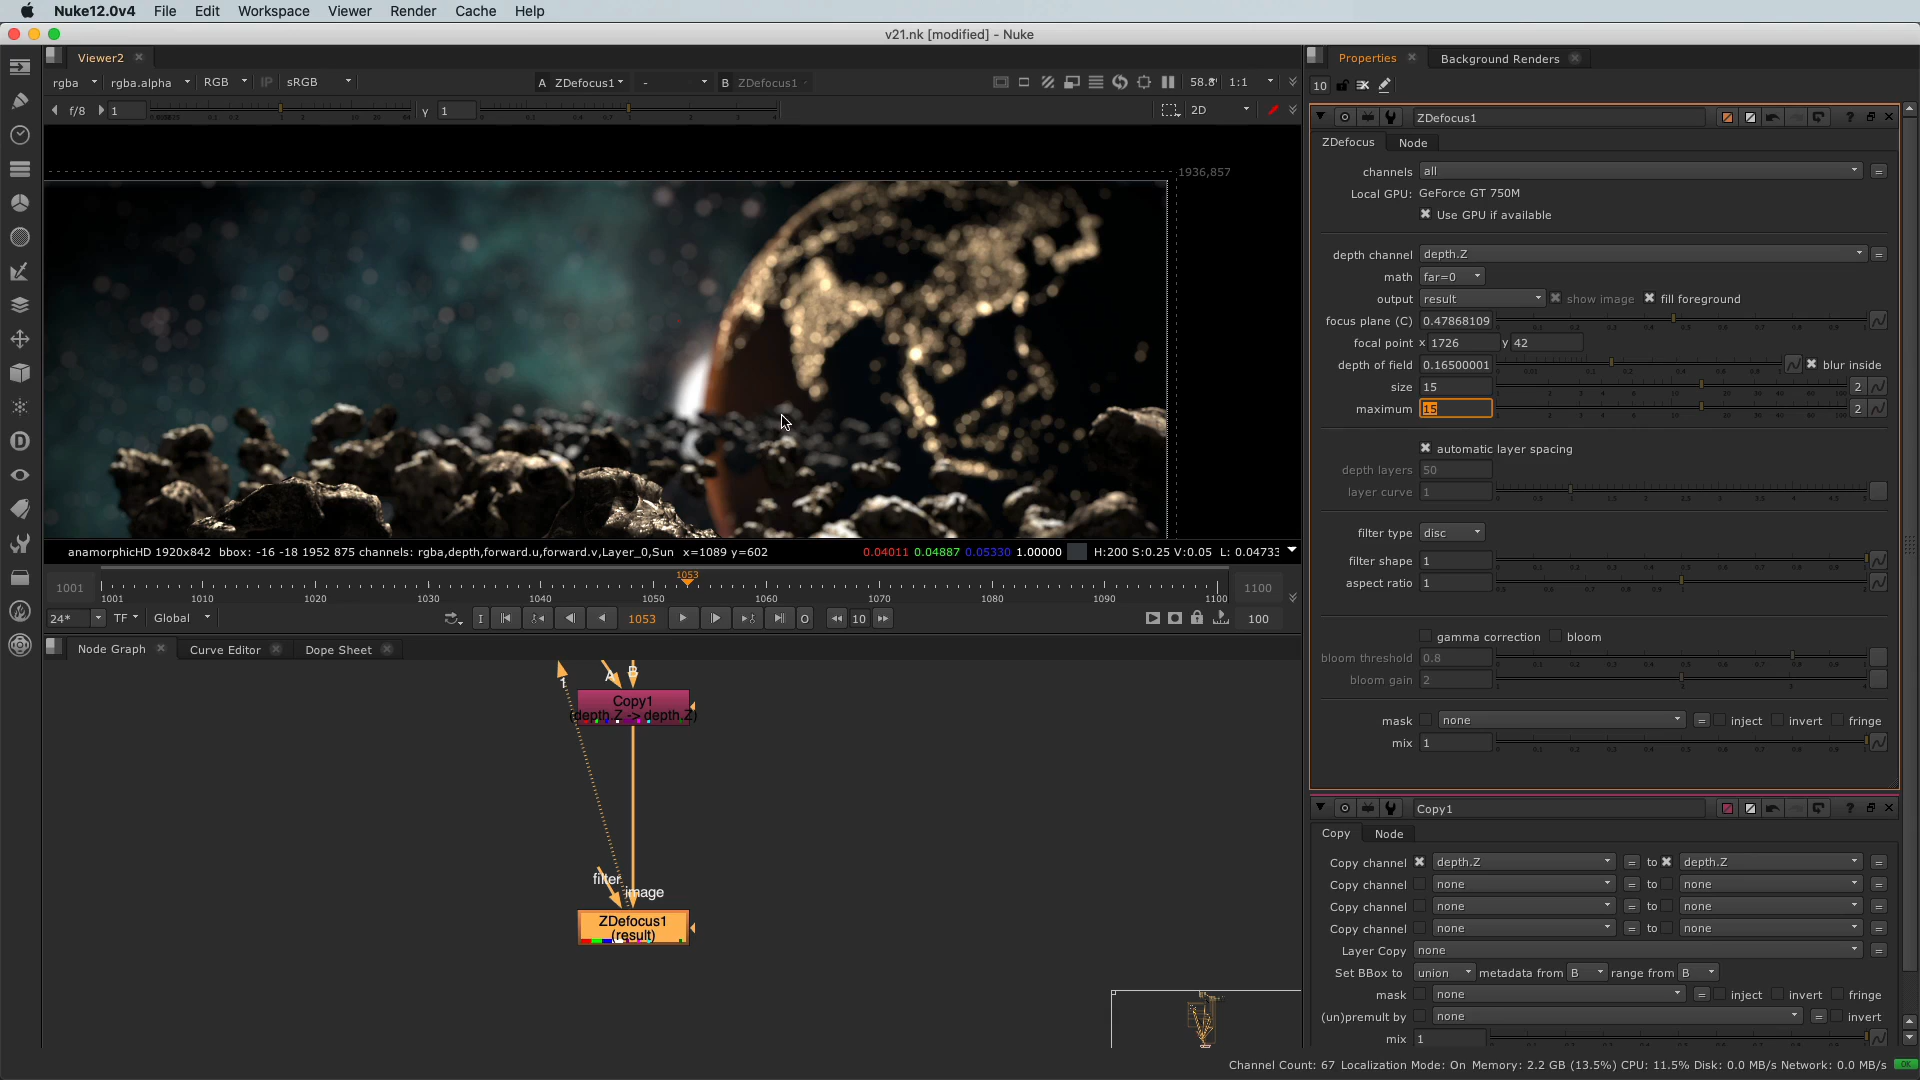 Nuke12.0v4 File Edit Workspace Viewer Render Cache Help
v21.nk [modified] - Nuke
Viewer2
rgba rgba.alpha RGB IP sRGB A ZDefocus1 - B ZDefocus1 1:1
f/8 1 Y 1 2D
1936,857
anamorphicHD 1920x842 bbox: -16 -18 1952 875 channels: rgba,depth,forward.u,forward.v,Layer_0,Sun x=1089 y=602 0.04011 0.04887 0.05330 1.00000 H:200 S:0.25 V:0.05 L: 0.0473
1053
1001 1001 1010 1020 1030 1040 1050 1060 1070 1080 1090 1100 1100
24* TF Global I 1053 O 10 100
Node Graph Curve Editor Dope Sheet
1 A B
Copy1
(depth.Z -> depth.Z)
filter
image
ZDefocus1
(result)
Properties Background Renders
10
ZDefocus1 ?
ZDefocus Node
channels all =
Local GPU: GeForce GT 750M
Use GPU if available
depth channel depth.Z =
math far=0
output result show image fill foreground
focus plane (C) 0.47868109
focal point x 1726 y 42
depth of field 0.16500001 blur inside
size 15 2
maximum 15 2
automatic layer spacing
depth layers 50
layer curve 1
filter type disc
filter shape 1
aspect ratio 1
gamma correction bloom
bloom threshold 0.8
bloom gain 2
mask none = inject invert fringe
mix 1
Copy1 ?
Copy Node
Copy channel depth.Z = to depth.Z =
Copy channel none = to none =
Copy channel none = to none =
Copy channel none = to none =
Layer Copy none =
Set BBox to union metadata from B range from B
mask none = inject invert fringe
(un)premult by none = invert
mix 1
Channel Count: 67 Localization Mode: On Memory: 2.2 GB (13.5%) CPU: 11.5% Disk: 0.0 MB/s Network: 0.0 MB/s OK